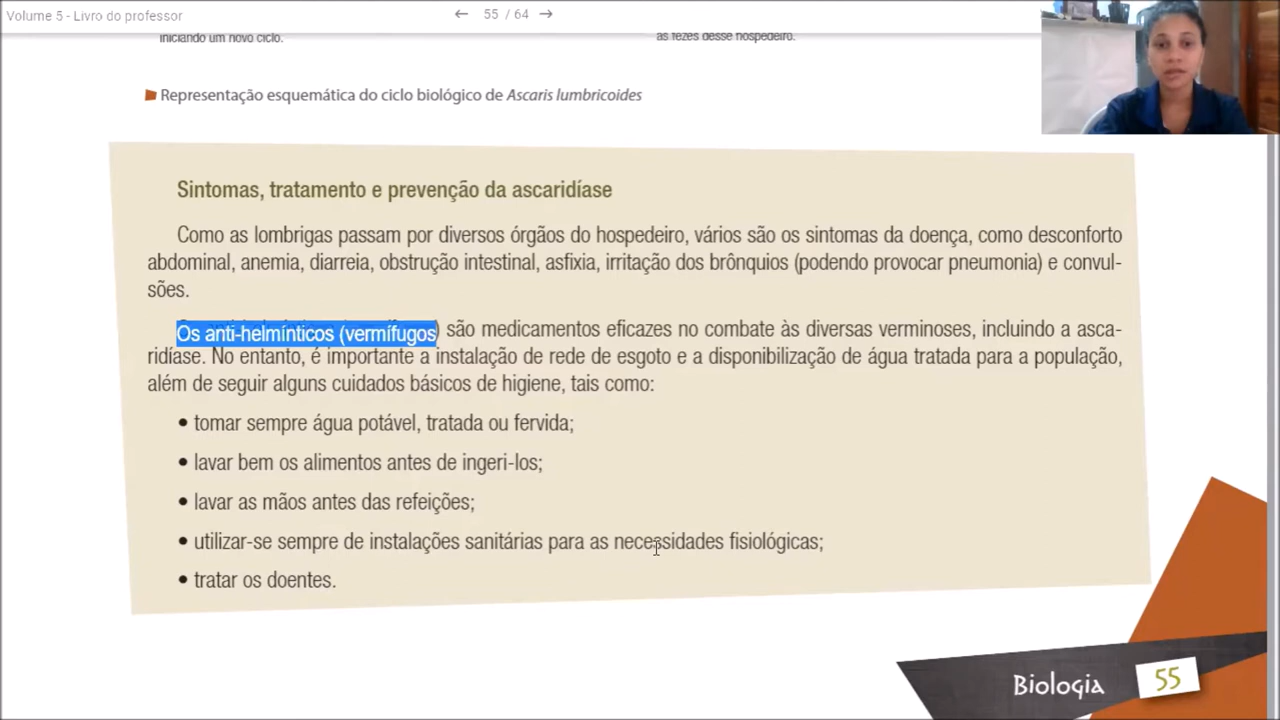 Volume 5 - Livro do professor
55 / 64
iniciando um novo ciclo.
as fezes desse hospedeiro.
Representação esquemática do ciclo biológico de Ascaris lumbricoides
Sintomas, tratamento e prevenção da ascaridíase
Como as lombrigas passam por diversos órgãos do hospedeiro, vários são os sintomas da doença, como desconforto
abdominal, anemia, diarreia, obstrução intestinal, asfixia, irritação dos brônquios (podendo provocar pneumonia) e convul-
sões.
Os anti-helmínticos (vermífugos) são medicamentos eficazes no combate às diversas verminoses, incluindo a asca-
ridíase. No entanto, é importante a instalação de rede de esgoto e a disponibilização de água tratada para a população,
além de seguir alguns cuidados básicos de higiene, tais como:
• tomar sempre água potável, tratada ou fervida;
• lavar bem os alimentos antes de ingeri-los;
• lavar as mãos antes das refeições;
• utilizar-se sempre de instalações sanitárias para as necessidades fisiológicas;
• tratar os doentes.
Biologia 55